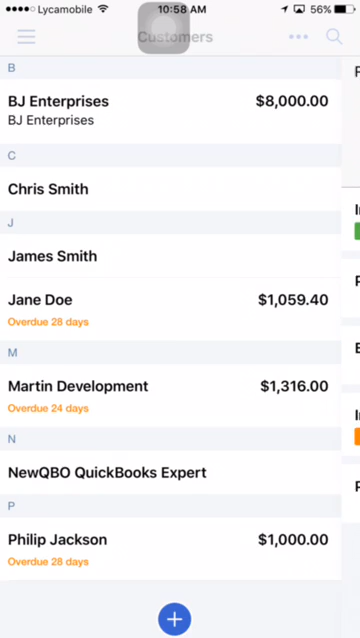 Lycamobile 10:58 AM 56%
Customers
B
BJ Enterprises $8,000.00
BJ Enterprises
C
Chris Smith
J
James Smith
Jane Doe $1,059.40
Overdue 28 days
M
Martin Development $1,316.00
Overdue 24 days
N
NewQBO QuickBooks Expert
P
Philip Jackson $1,000.00
Overdue 28 days